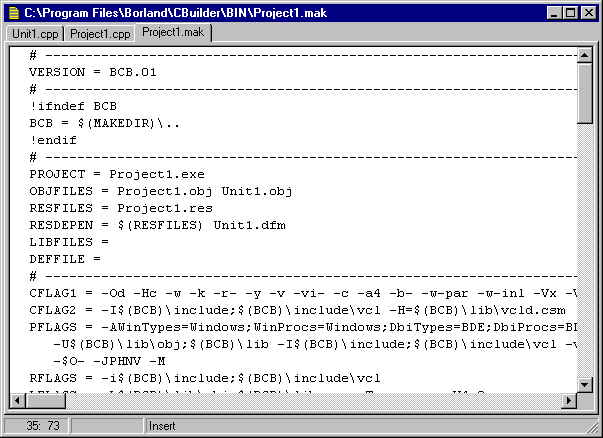 C:\Program Files\Borland\CBuilder\BIN\Project1.mak
Unit1.cpp Project1.cpp Project1.mak
# ---------------------------------------------------------------------
VERSION = BCB.01
# ---------------------------------------------------------------------
!ifndef BCB
BCB = $(MAKEDIR)\..
!endif
# ---------------------------------------------------------------------
PROJECT = Project1.exe
OBJFILES = Project1.obj Unit1.obj
RESFILES = Project1.res
RESDEPEN = $(RESFILES) Unit1.dfm
LIBFILES =
DEFFILE =
# ---------------------------------------------------------------------
CFLAG1 = -Od -Hc -w -k -r- -y -v -vi- -c -a4 -b- -w-par -w-inl -Vx
CFLAG2 = -I$(BCB)\include;$(BCB)\include\vcl -H=$(BCB)\lib\vcld.csm
PFLAGS = -AWinTypes=Windows;WinProcs=Windows;DbiTypes=BDE;DbiProcs=BD
-U$(BCB)\lib\obj;$(BCB)\lib -I$(BCB)\include;$(BCB)\include\vcl -v
-$O- -JPHNV -M
RFLAGS = -i$(BCB)\include;$(BCB)\include\vcl
35: 73 Insert